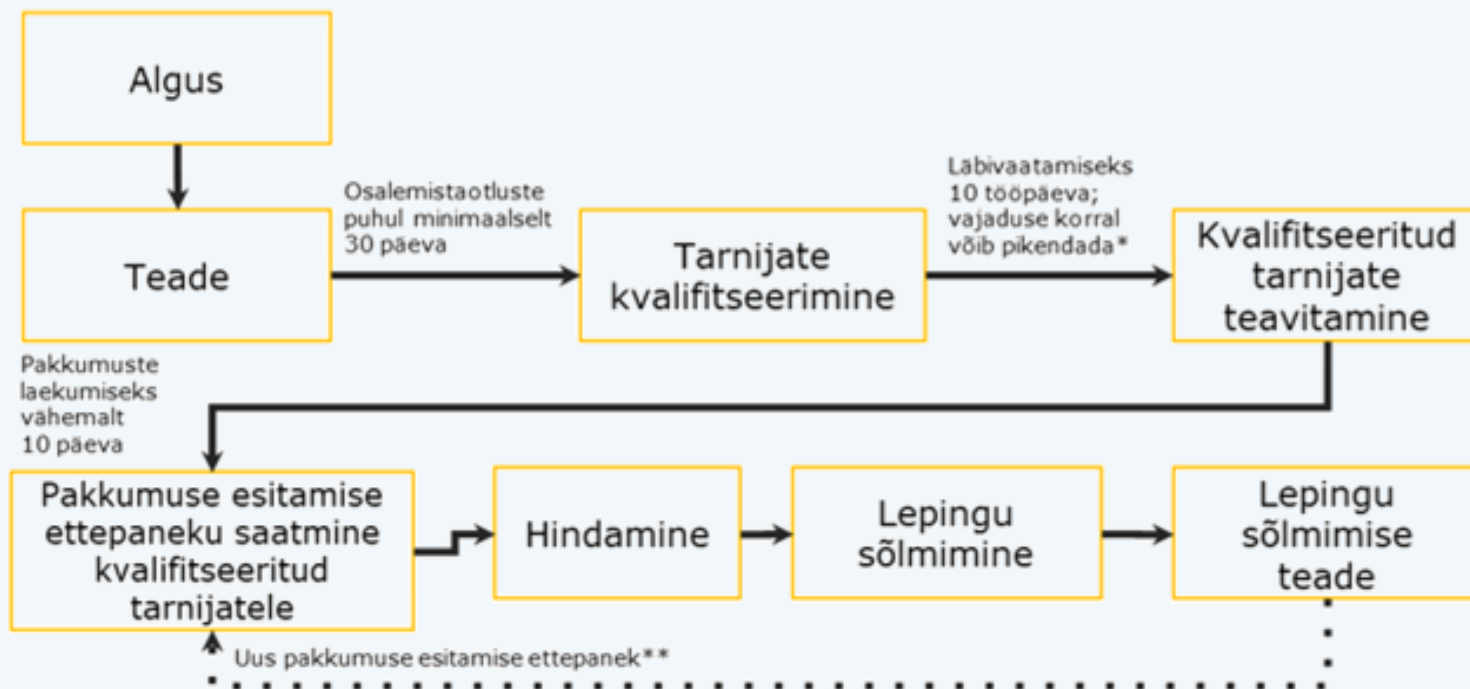 Algus
Teade
Osalemistaotluste
puhul minimaalselt
30 päeva
Tarnijate
kvalifitseerimine
Läbivaatamiseks
10 tööpäeva;
vajaduse korral
võib pikendada*
Kvalifitseeritud
tarnijate
teavitamine
Pakkumuste
laekumiseks
vähemalt
10 päeva
Pakkumuse esitamise
ettepaneku saatmine
kvalifitseeritud
tarnijatele
Hindamine
Lepingu
sõlmimine
Lepingu
sõlmimise
teade
Uus pakkumuse esitamise ettepanek**